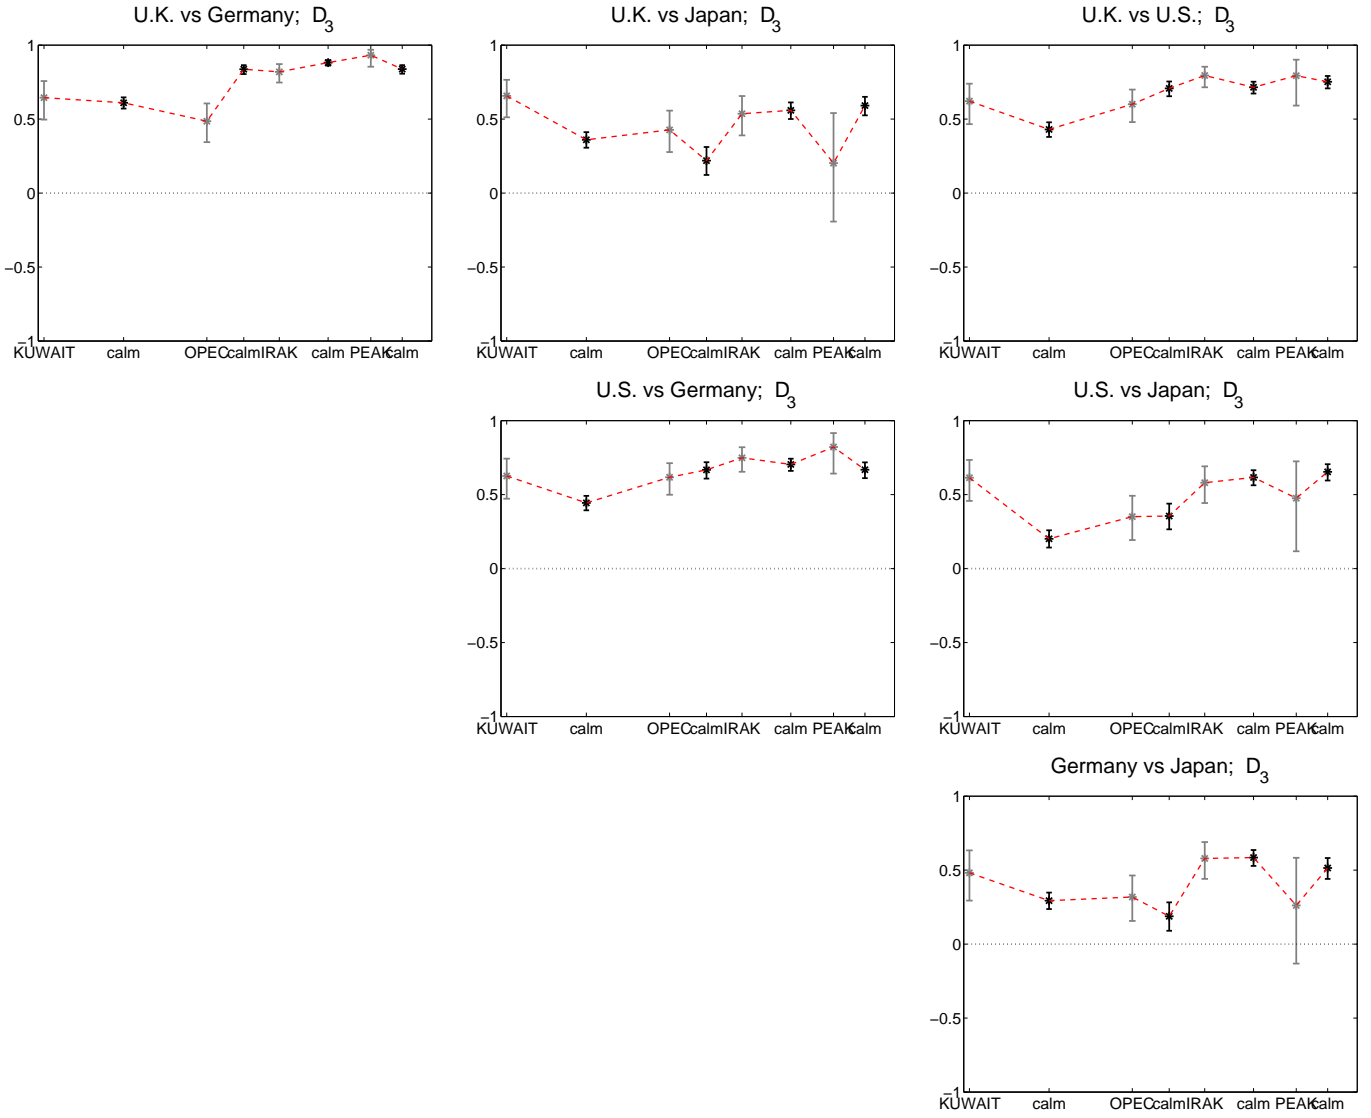 U.K. vs Germany; D3
1
0.5
0
−0.5
−1
KUWAIT calm OPEC calm IRAK calm PEAK calm
U.K. vs Japan; D3
1
0.5
0
−0.5
−1
KUWAIT calm OPEC calm IRAK calm PEAK calm
U.K. vs U.S.; D3
1
0.5
0
−0.5
−1
KUWAIT calm OPEC calm IRAK calm PEAK calm
U.S. vs Germany; D3
1
0.5
0
−0.5
−1
KUWAIT calm OPEC calm IRAK calm PEAK calm
U.S. vs Japan; D3
1
0.5
0
−0.5
−1
KUWAIT calm OPEC calm IRAK calm PEAK calm
Germany vs Japan; D3
1
0.5
0
−0.5
−1
KUWAIT calm OPEC calm IRAK calm PEAK calm